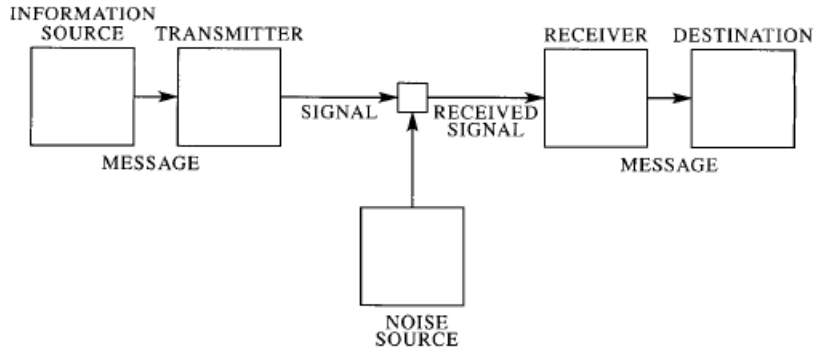 INFORMATION
SOURCE
TRANSMITTER
RECEIVER
DESTINATION
SIGNAL
RECEIVED
SIGNAL
MESSAGE
MESSAGE
NOISE
SOURCE